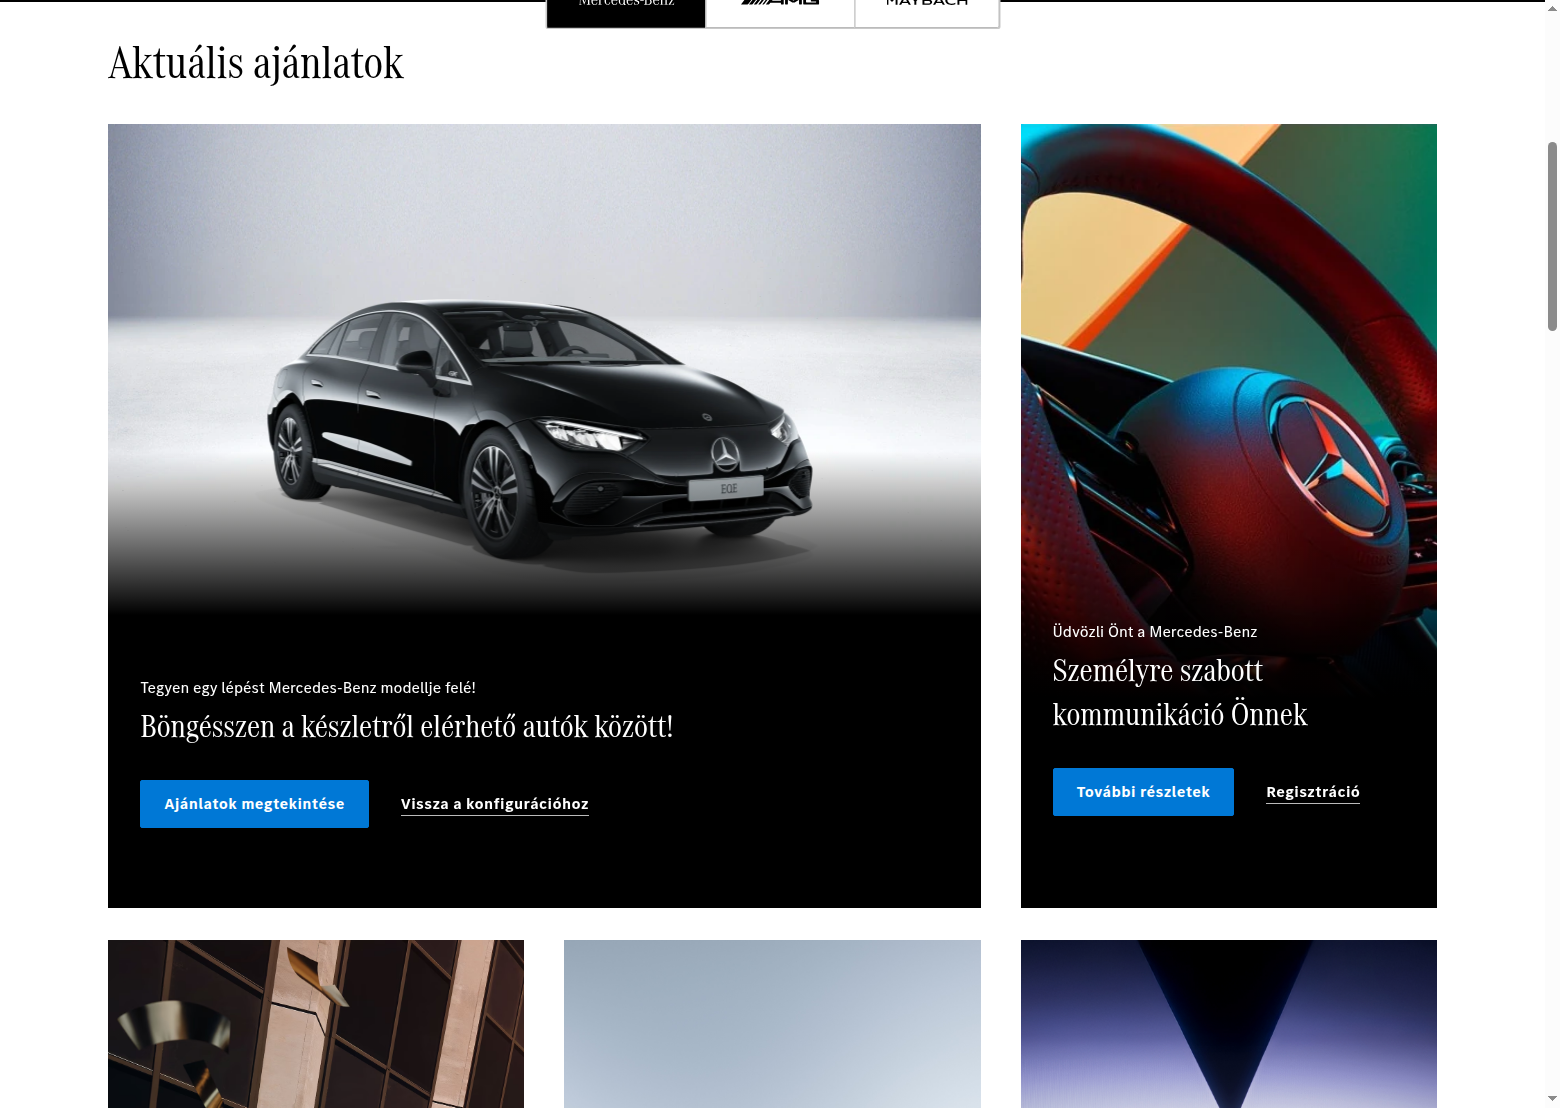 Mercedes-Benz
AMG
MAYBACH
Aktuális ajánlatok
EQE
Tegyen egy lépést Mercedes-Benz modellje felé!
Böngésszen a készletről elérhető autók között!
Ajánlatok megtekintése
Vissza a konfigurációhoz
Üdvözli Önt a Mercedes-Benz
Személyre szabott
kommunikáció Önnek
További részletek
Regisztráció